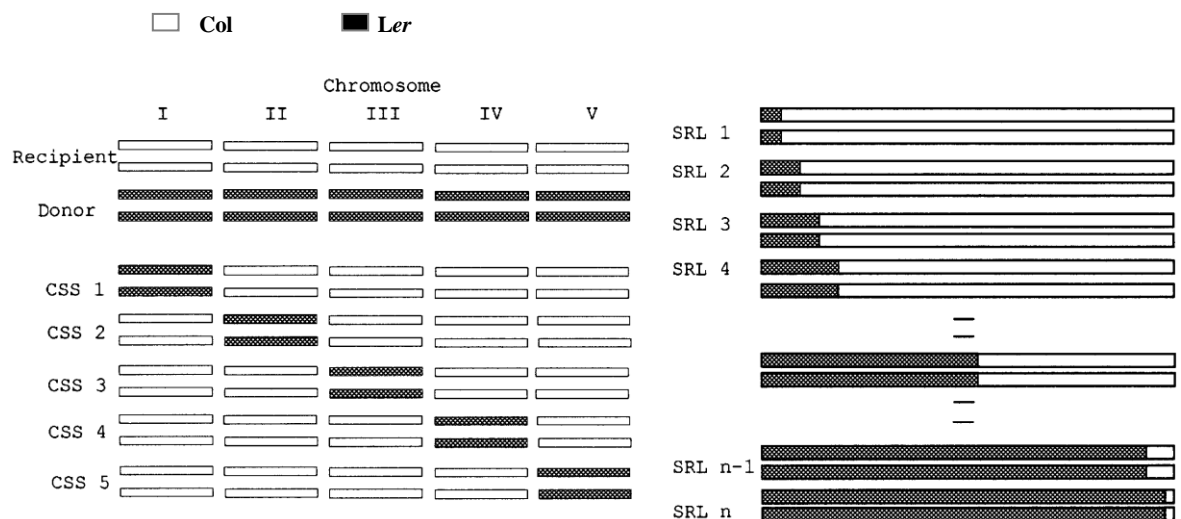 Col Ler
Chromosome
I II III IV V
Recipient
Donor
CSS 1
CSS 2
CSS 3
CSS 4
CSS 5
SRL 1
SRL 2
SRL 3
SRL 4
SRL n-1
SRL n